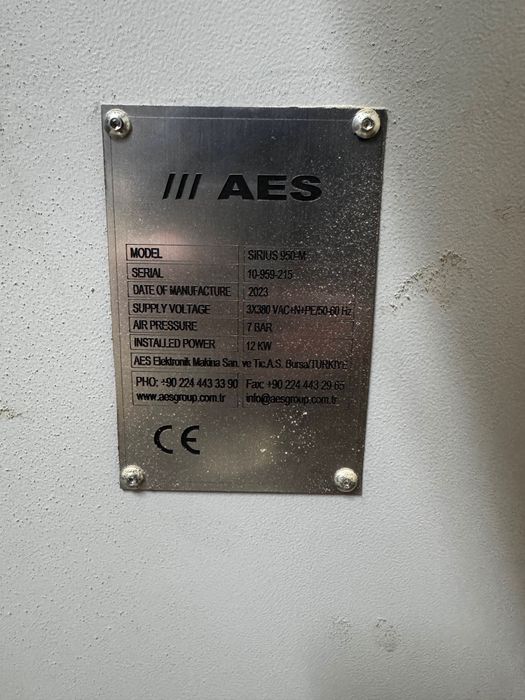 /// AES
MODEL SIRIUS 950-M
SERIAL 10-959-215
DATE OF MANUFACTURE 2023
SUPPLY VOLTAGE 3X380 VAC+N+PE/50-60 Hz
AIR PRESSURE 7 BAR
INSTALLED POWER 12 KW
AES Elektronik Makina San. ve Tic.A.S. Bursa/TURKIYE
PHO: +90 224 443 33 90 Fax: +90 224 443 29 65
www.aesgroup.com.tr info@aesgroup.com.tr
CE